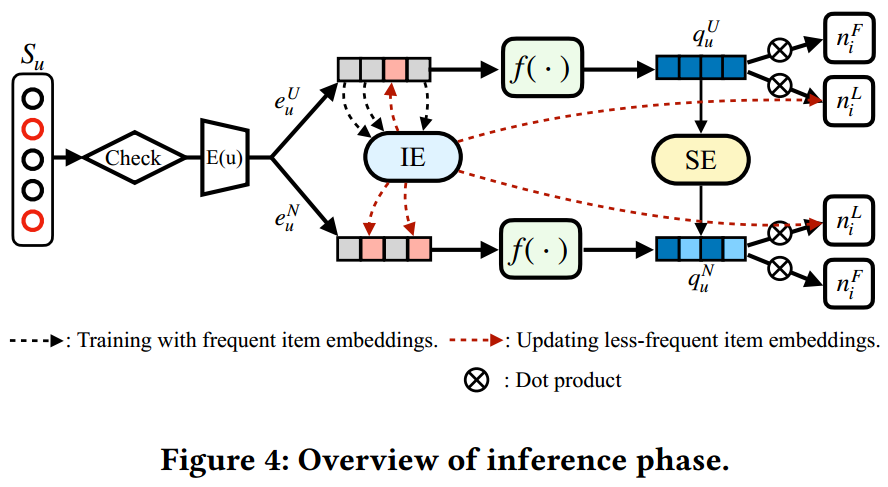 S_u
Check
E(u)
e_u^U
e_u^N
IE
f( · )
f( · )
q_u^U
SE
q_u^N
n_i^F
n_i^L
n_i^L
n_i^F
: Training with frequent item embeddings.
: Updating less-frequent item embeddings.
: Dot product
Figure 4: Overview of inference phase.